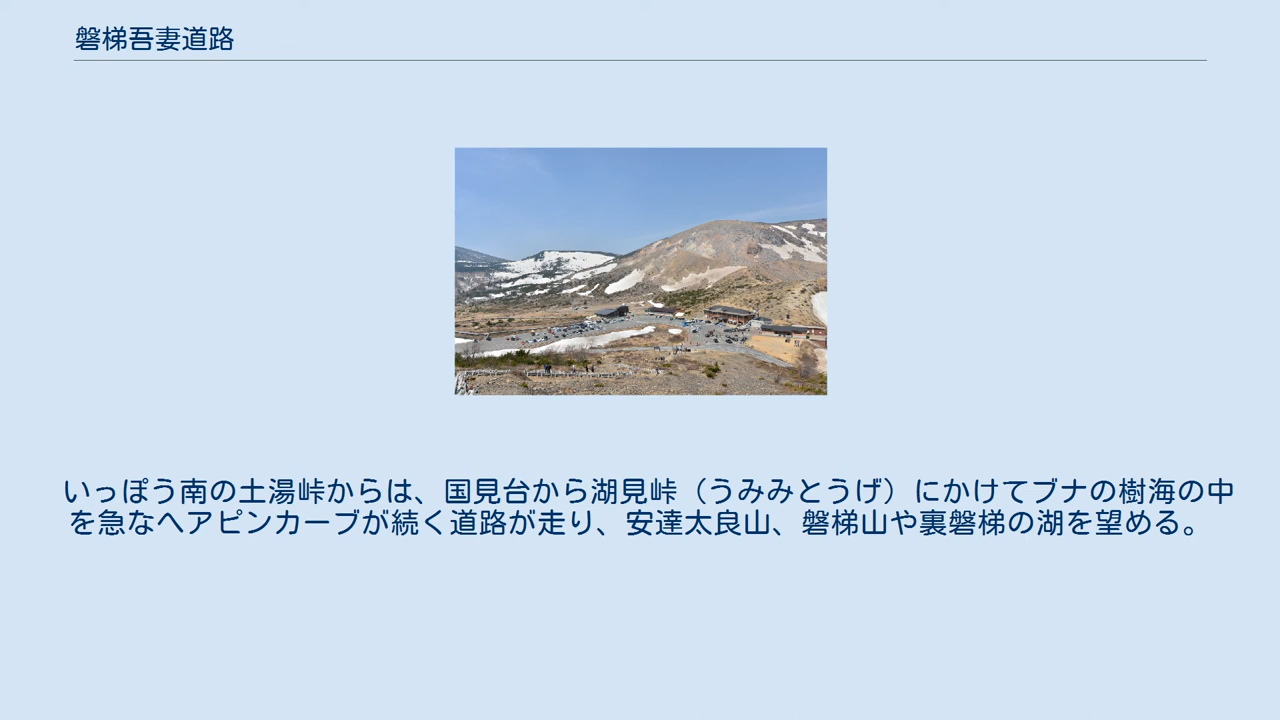 磐梯吾妻道路
いっぽう南の土湯峠からは、国見台から湖見峠（うみみとうげ）にかけてブナの樹海の中
を急なヘアピンカーブが続く道路が走り、安達太良山、磐梯山や裏磐梯の湖を望める。